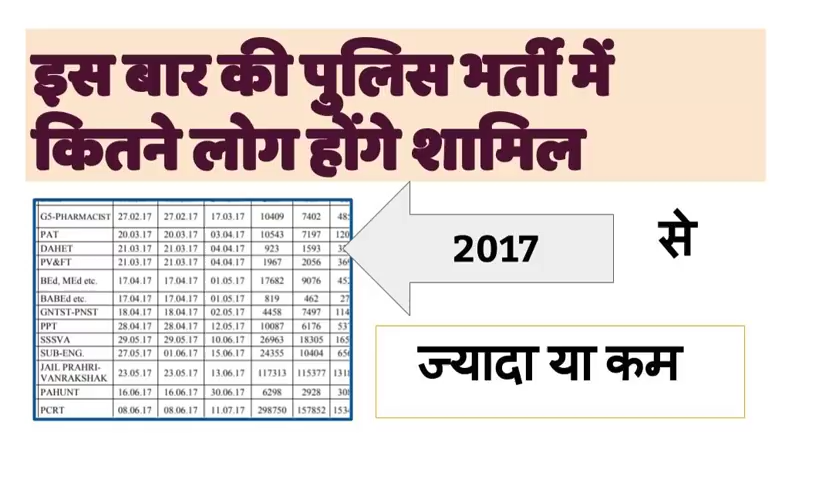 इस बार की पुलिस भर्ती में
कितने लोग होंगे शामिल
G5-PHARMACIST 27.02.17 27.02.17 17.03.17 10409 7402
PAT 20.03.17 20.03.17 03.04.17 10543 7197
DAHET 21.03.17 21.03.17 04.04.17 923 1593
PV&FT 21.03.17 21.03.17 04.04.17 1967 2056
BEd, MEd etc. 17.04.17 17.04.17 01.05.17 17682 9076
BABEd etc. 17.04.17 17.04.17 01.05.17 819 462
GNTST-PNST 18.04.17 18.04.17 02.05.17 4458 7497
PPT 28.04.17 28.04.17 12.05.17 10087 6176
SSSVA 29.05.17 29.05.17 10.06.17 26963 18305
SUB-ENG. 27.05.17 01.06.17 15.06.17 24355 10404
JAIL PRAHRI-
VANRAKSHAK 23.05.17 23.05.17 13.06.17 117313 115377
PAHUNT 16.06.17 16.06.17 30.06.17 6298 2928
PCRT 08.06.17 08.06.17 11.07.17 298750 157852
2017 से
ज्यादा या कम